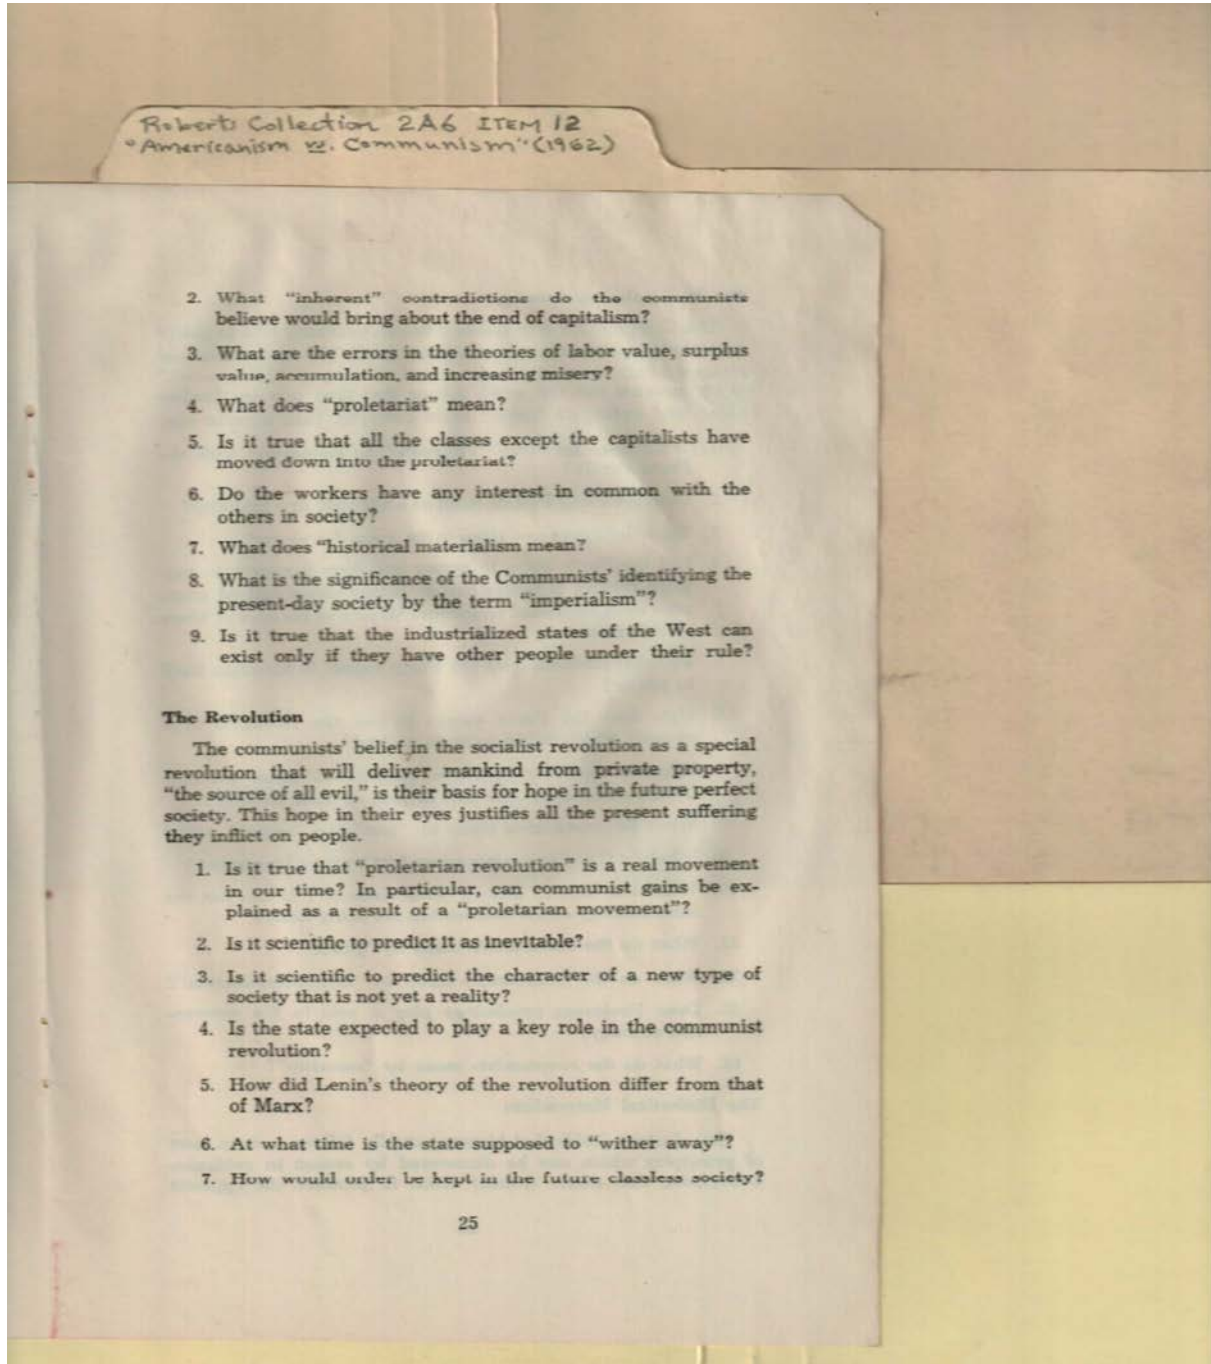 Roberts Collection 2A6 ITEM 12
"Americanism vs. Communism" (1962)
2. What "inherent" contradictions do the communists
believe would bring about the end of capitalism?
3. What are the errors in the theories of labor value, surplus
value, accumulation, and increasing misery?
4. What does "proletariat" mean?
5. Is it true that all the classes except the capitalists have
moved down into the proletariat?
6. Do the workers have any interest in common with the
others in society?
7. What does "historical materialism mean?
8. What is the significance of the Communists' identifying the
present-day society by the term "imperialism"?
9. Is it true that the industrialized states of the West can
exist only if they have other people under their rule?
The Revolution
The communists' belief in the socialist revolution as a special
revolution that will deliver mankind from private property,
"the source of all evil," is their basis for hope in the future perfect
society. This hope in their eyes justifies all the present suffering
they inflict on people.
1. Is it true that "proletarian revolution" is a real movement
in our time? In particular, can communist gains be ex-
plained as a result of a "proletarian movement"?
2. Is it scientific to predict it as inevitable?
3. Is it scientific to predict the character of a new type of
society that is not yet a reality?
4. Is the state expected to play a key role in the communist
revolution?
5. How did Lenin's theory of the revolution differ from that
of Marx?
6. At what time is the state supposed to "wither away"?
7. How would order be kept in the future classless society?
25